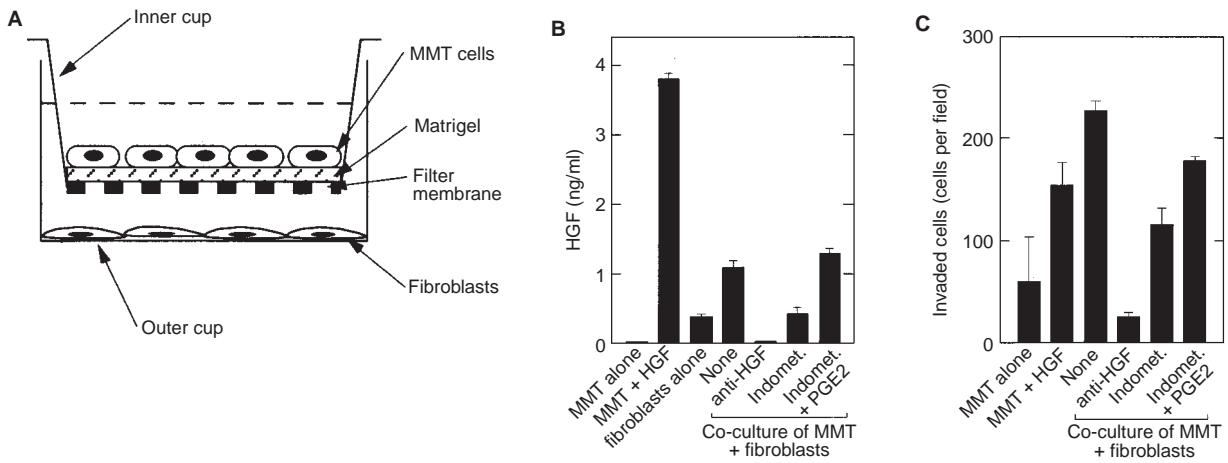 A
Inner cup
MMT cells
Matrigel
Filter
membrane
Fibroblasts
Outer cup
B
HGF (ng/ml)
4
3
2
1
0
MMT alone
MMT + HGF
fibroblasts alone
None
anti-HGF
Indomet.
Indomet.
+ PGE2
Co-culture of MMT
+ fibroblasts
C
Invaded cells (cells per field)
300
200
100
0
MMT alone
MMT + HGF
None
anti-HGF
Indomet.
Indomet.
+ PGE2
Co-culture of MMT
+ fibroblasts